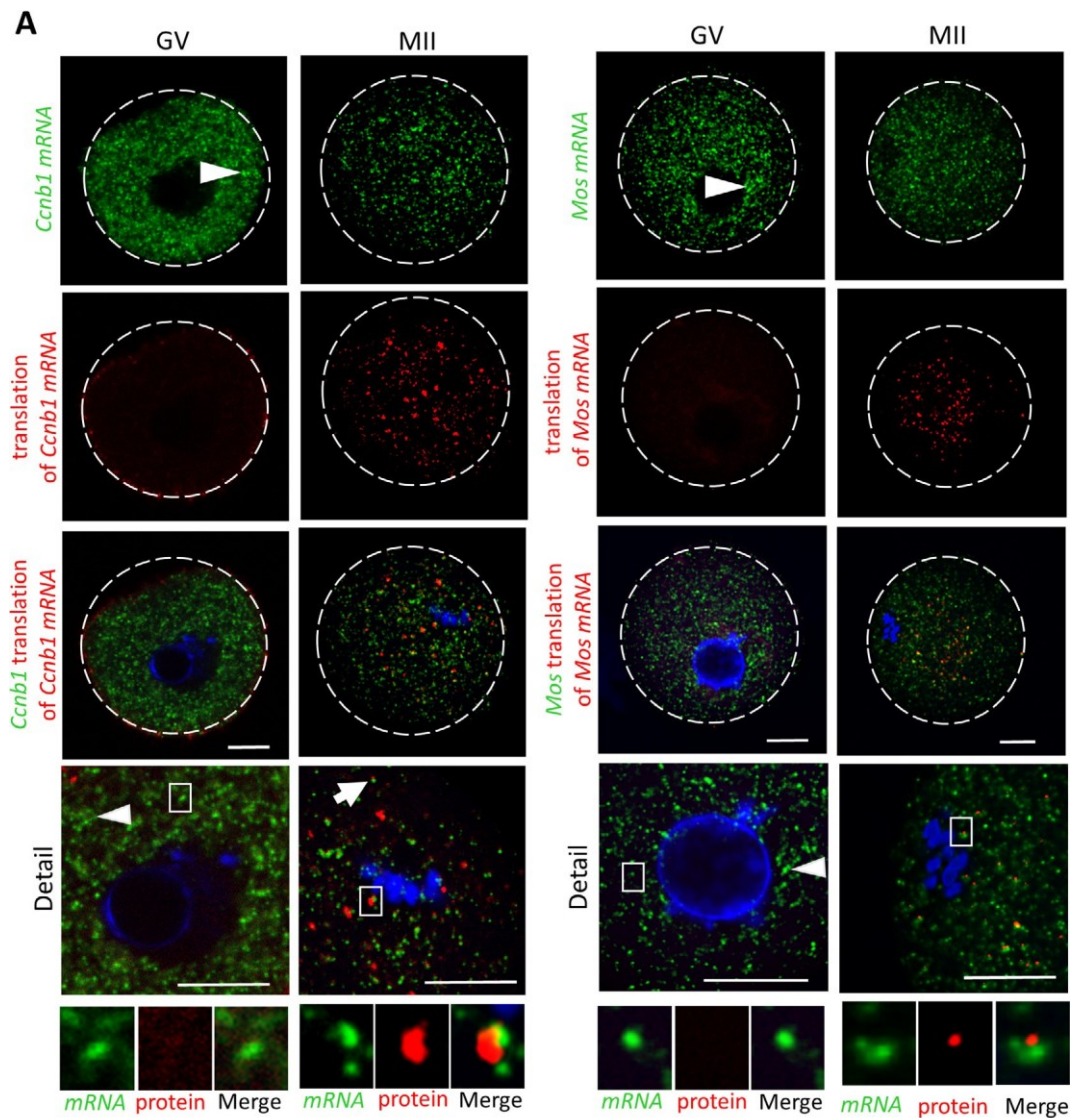 A
GV MII GV MII
Ccnb1 mRNA
Mos mRNA
translation
of Ccnb1 mRNA
translation
of Mos mRNA
Ccnb1 translation
of Ccnb1 mRNA
Mos translation
of Mos mRNA
Detail
Detail
mRNA protein Merge mRNA protein Merge mRNA protein Merge mRNA protein Merge